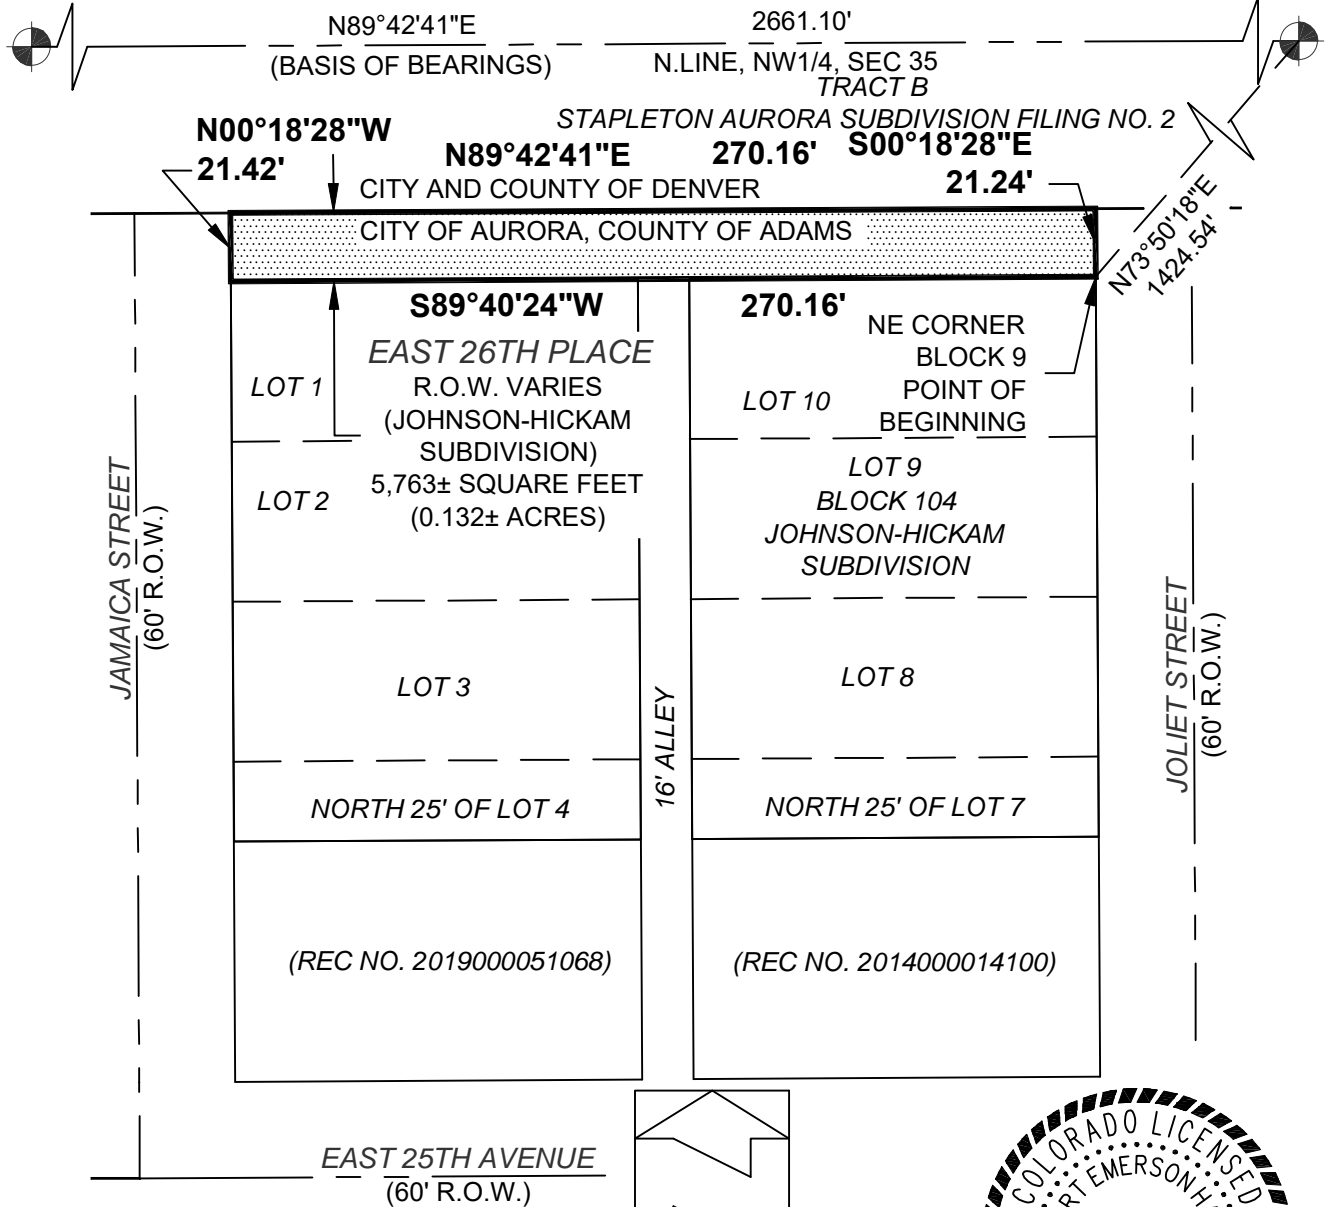 N89°42'41"E
2661.10'
(BASIS OF BEARINGS)
N.LINE, NW1/4, SEC 35
TRACT B
STAPLETON AURORA SUBDIVISION FILING NO. 2
N00°18'28"W
21.42'
N89°42'41"E
270.16'
S00°18'28"E
21.24'
CITY AND COUNTY OF DENVER
CITY OF AURORA, COUNTY OF ADAMS
N73°50'18"E
1424.54'
S89°40'24"W
270.16'
NE CORNER
BLOCK 9
POINT OF
BEGINNING
EAST 26TH PLACE
R.O.W. VARIES
(JOHNSON-HICKAM
SUBDIVISION)
5,763± SQUARE FEET
(0.132± ACRES)
LOT 1
LOT 10
LOT 2
LOT 9
BLOCK 104
JOHNSON-HICKAM
SUBDIVISION
JAMAICA STREET
(60' R.O.W.)
LOT 3
16' ALLEY
LOT 8
JOLIET STREET
(60' R.O.W.)
NORTH 25' OF LOT 4
NORTH 25' OF LOT 7
(REC NO. 2019000051068)
(REC NO. 2014000014100)
EAST 25TH AVENUE
(60' R.O.W.)
COLORADO LICENSED
EMERSON